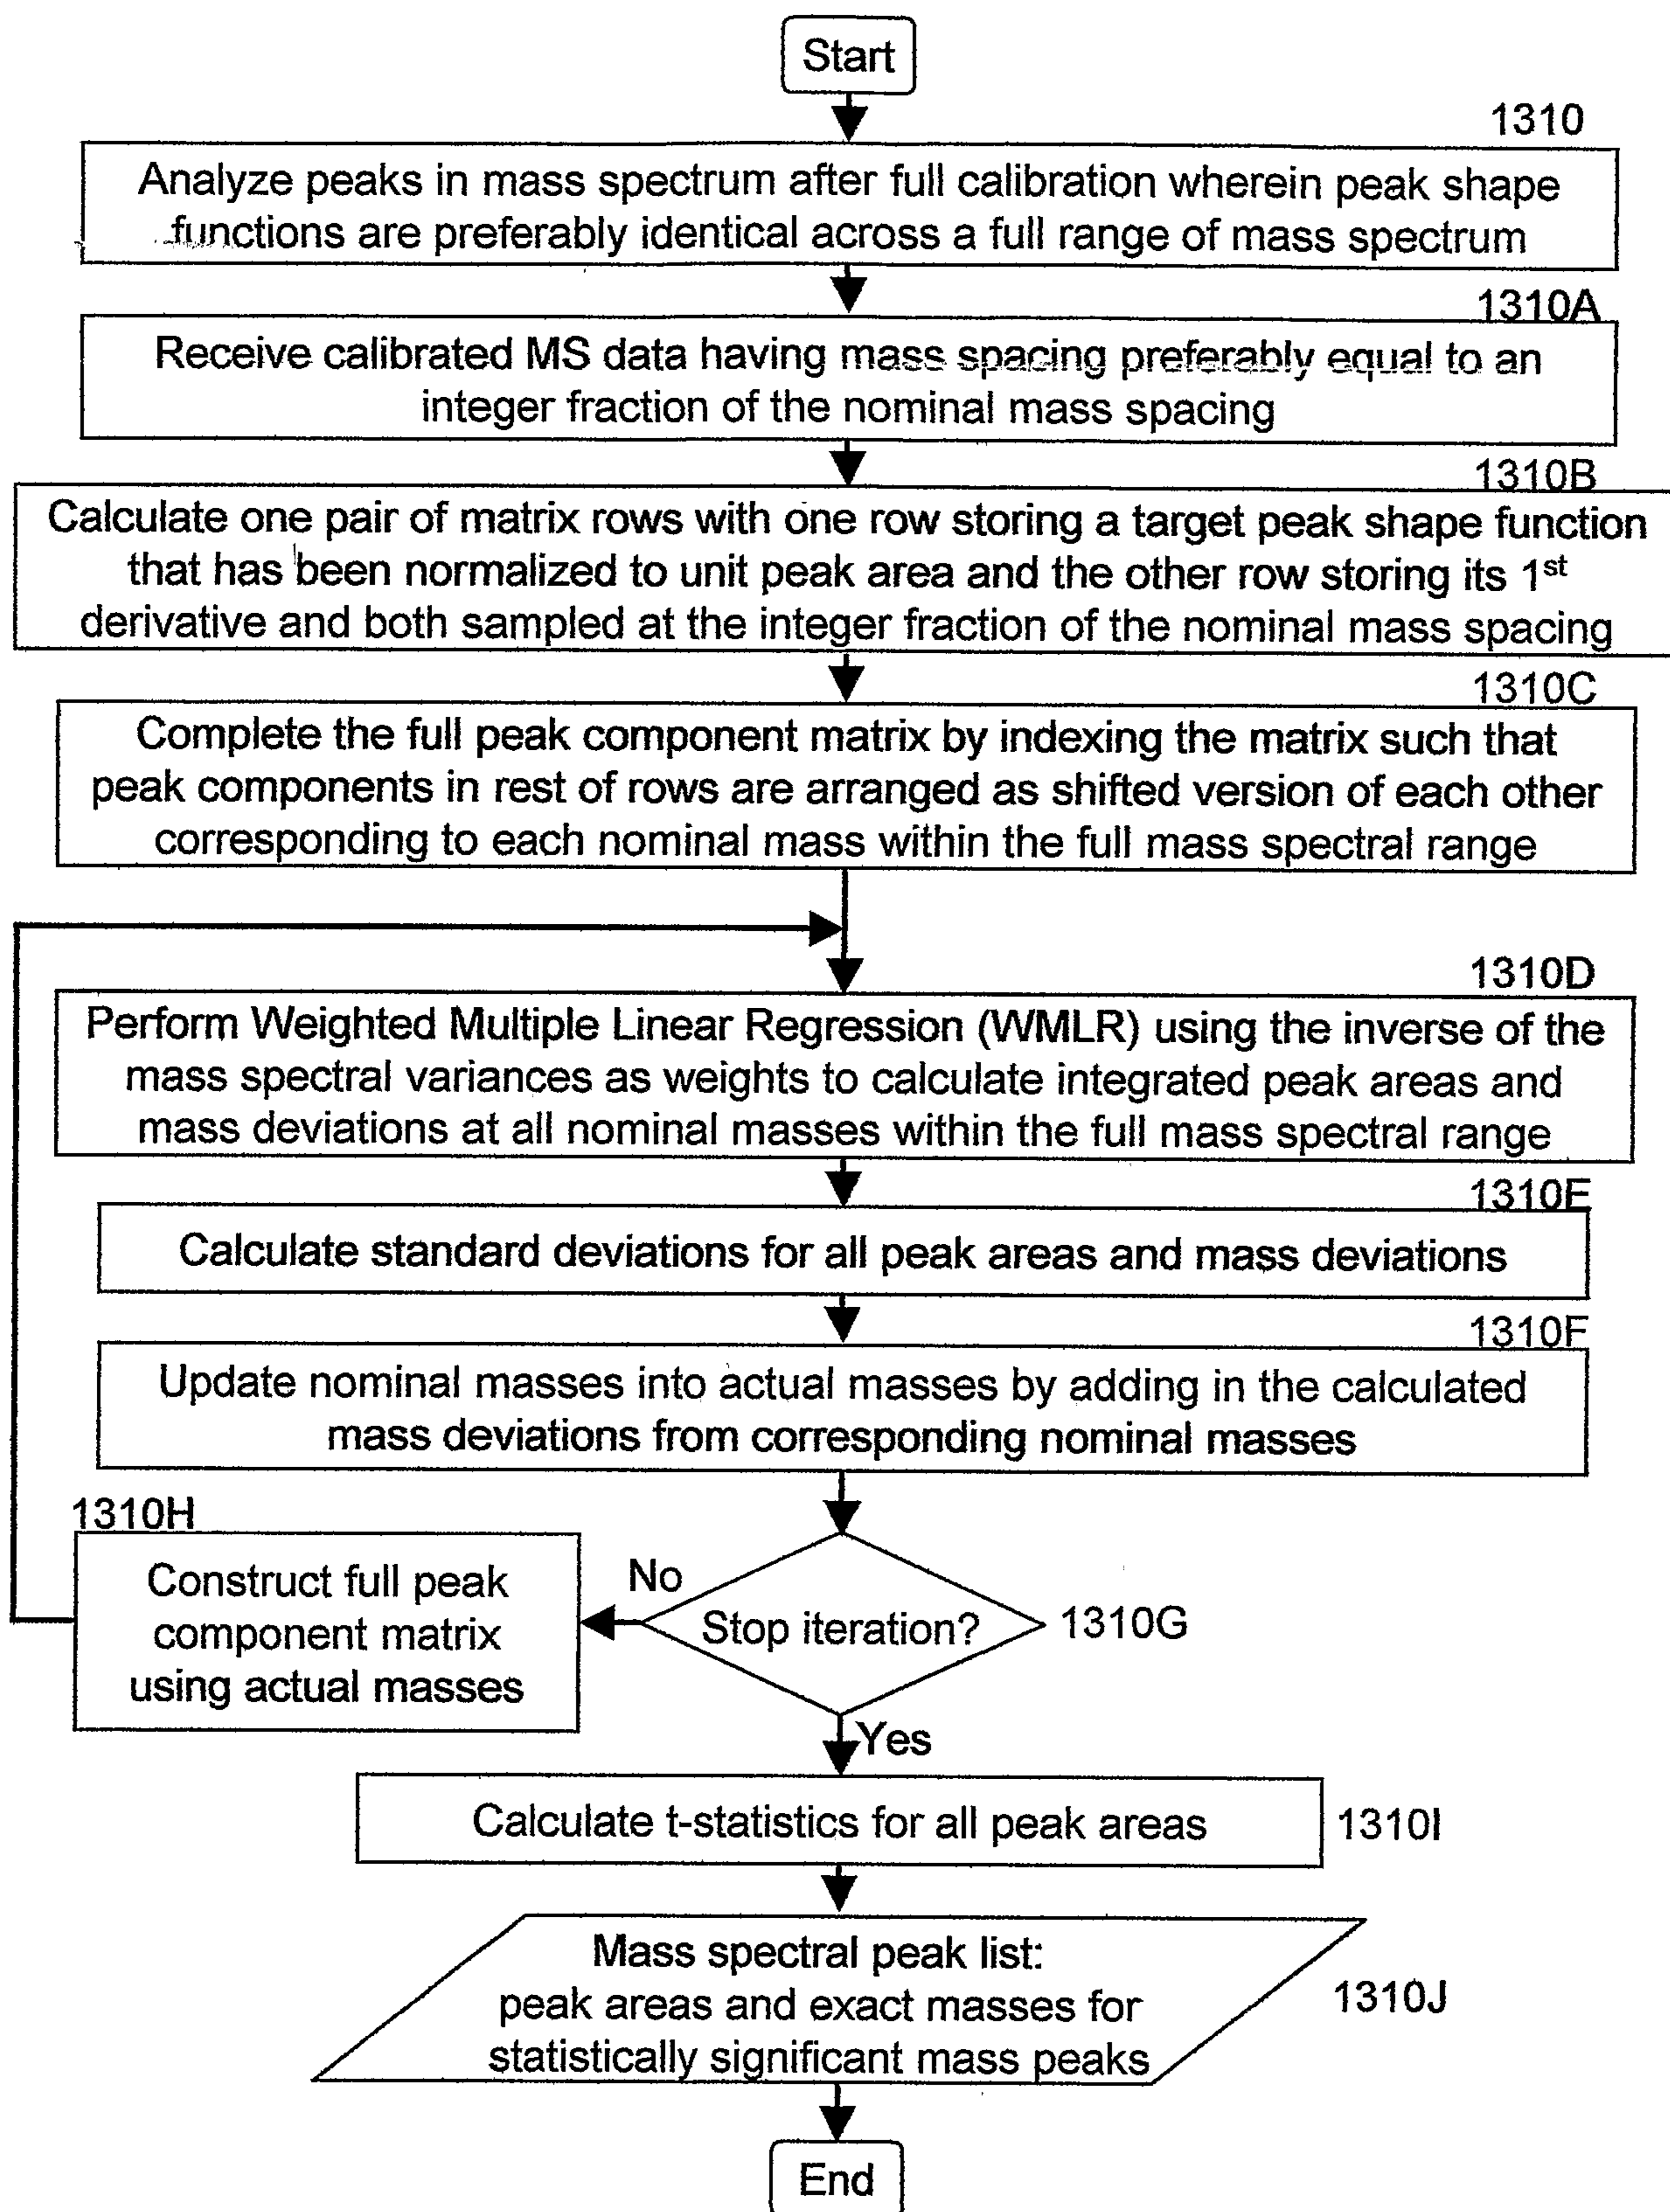 Start
1310
Analyze peaks in mass spectrum after full calibration wherein peak shape
functions are preferably identical across a full range of mass spectrum
1310A
Receive calibrated MS data having mass spacing preferably equal to an
integer fraction of the nominal mass spacing
1310B
Calculate one pair of matrix rows with one row storing a target peak shape function
that has been normalized to unit peak area and the other row storing its 1st
derivative and both sampled at the integer fraction of the nominal mass spacing
1310C
Complete the full peak component matrix by indexing the matrix such that
peak components in rest of rows are arranged as shifted version of each other
corresponding to each nominal mass within the full mass spectral range
1310D
Perform Weighted Multiple Linear Regression (WMLR) using the inverse of the
mass spectral variances as weights to calculate integrated peak areas and
mass deviations at all nominal masses within the full mass spectral range
1310E
Calculate standard deviations for all peak areas and mass deviations
1310F
Update nominal masses into actual masses by adding in the calculated
mass deviations from corresponding nominal masses
1310H
Construct full peak
component matrix
using actual masses
No
Stop iteration?
1310G
Yes
Calculate t-statistics for all peak areas
1310I
Mass spectral peak list:
peak areas and exact masses for
statistically significant mass peaks
1310J
End